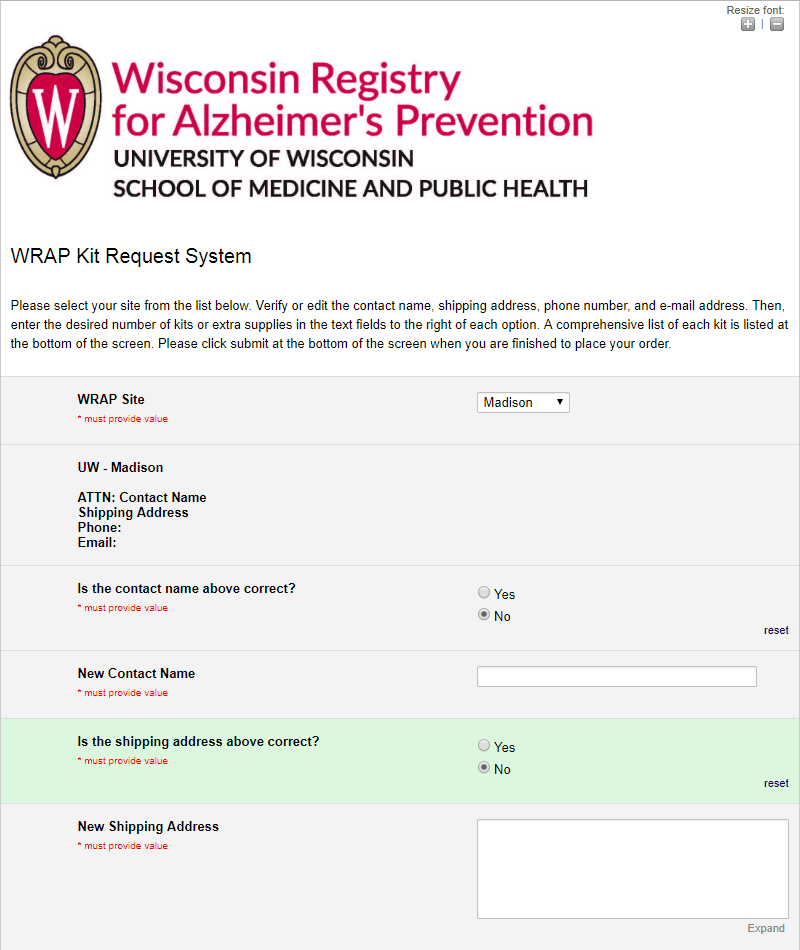 Resize font:
+ | −
W
Wisconsin Registry
for Alzheimer's Prevention
UNIVERSITY OF WISCONSIN
SCHOOL OF MEDICINE AND PUBLIC HEALTH
WRAP Kit Request System
Please select your site from the list below. Verify or edit the contact name, shipping address, phone number, and e-mail address. Then,
enter the desired number of kits or extra supplies in the text fields to the right of each option. A comprehensive list of each kit is listed at
the bottom of the screen. Please click submit at the bottom of the screen when you are finished to place your order.
WRAP Site
* must provide value
Madison
UW - Madison
ATTN: Contact Name
Shipping Address
Phone:
Email:
Is the contact name above correct?
* must provide value
Yes
No
reset
New Contact Name
* must provide value
Is the shipping address above correct?
* must provide value
Yes
No
reset
New Shipping Address
* must provide value
Expand